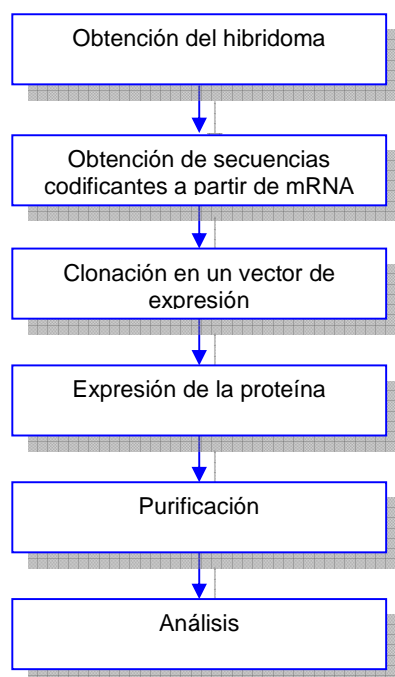 Obtención del hibridoma
Obtención de secuencias
codificantes a partir de mRNA
Clonación en un vector de
expresión
Expresión de la proteína
Purificación
Análisis